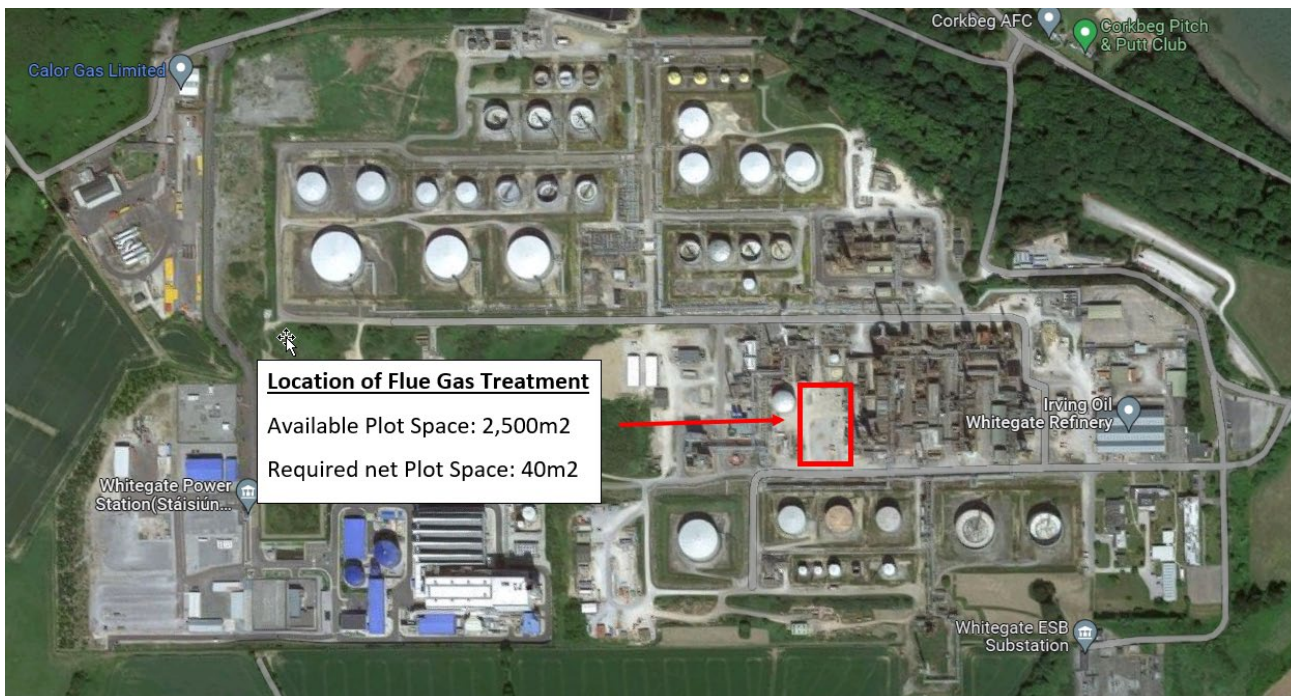 Corkbeg AFC
Corkbeg Pitch
& Putt Club
Calor Gas Limited
Location of Flue Gas Treatment
Available Plot Space: 2,500m2
Required net Plot Space: 40m2
Irving Oil
Whitegate Refinery
Whitegate Power
Station(Stáisiún...
Whitegate ESB
Substation